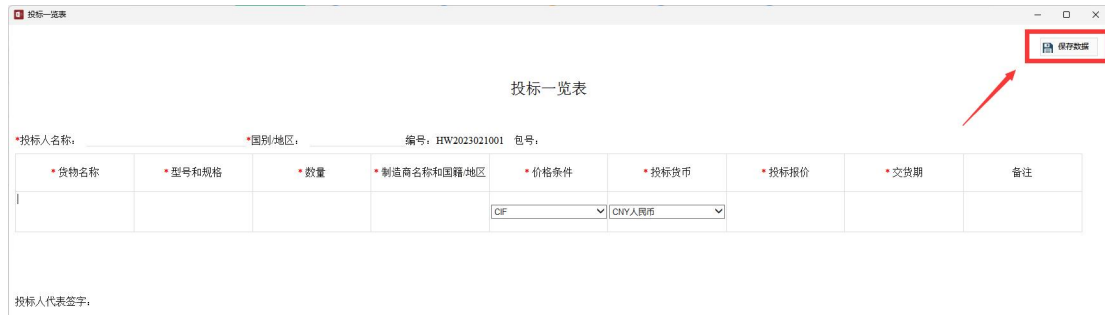 投标一览表
保存数据
投标一览表
*投标人名称： *国别/地区： 编号：HW2023021001 包号：
*货物名称 *型号和规格 *数量 *制造商名称和国籍/地区 *价格条件 *投标货币 *投标报价 *交货期 备注
CIF CNY人民币
投标人代表签字：